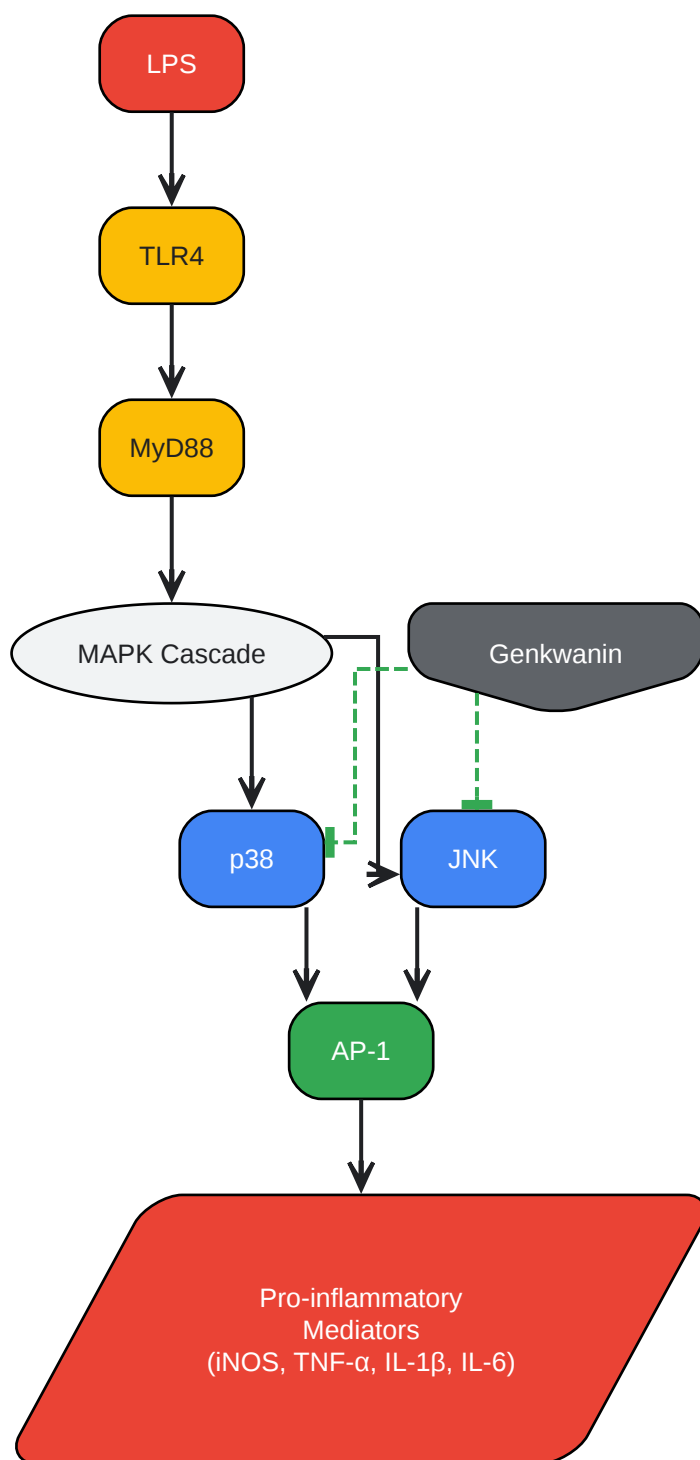 LPS
TLR4
MyD88
MAPK Cascade
Genkwanin
p38
JNK
AP-1
Pro-inflammatory
Mediators
(iNOS, TNF-α, IL-1β, IL-6)